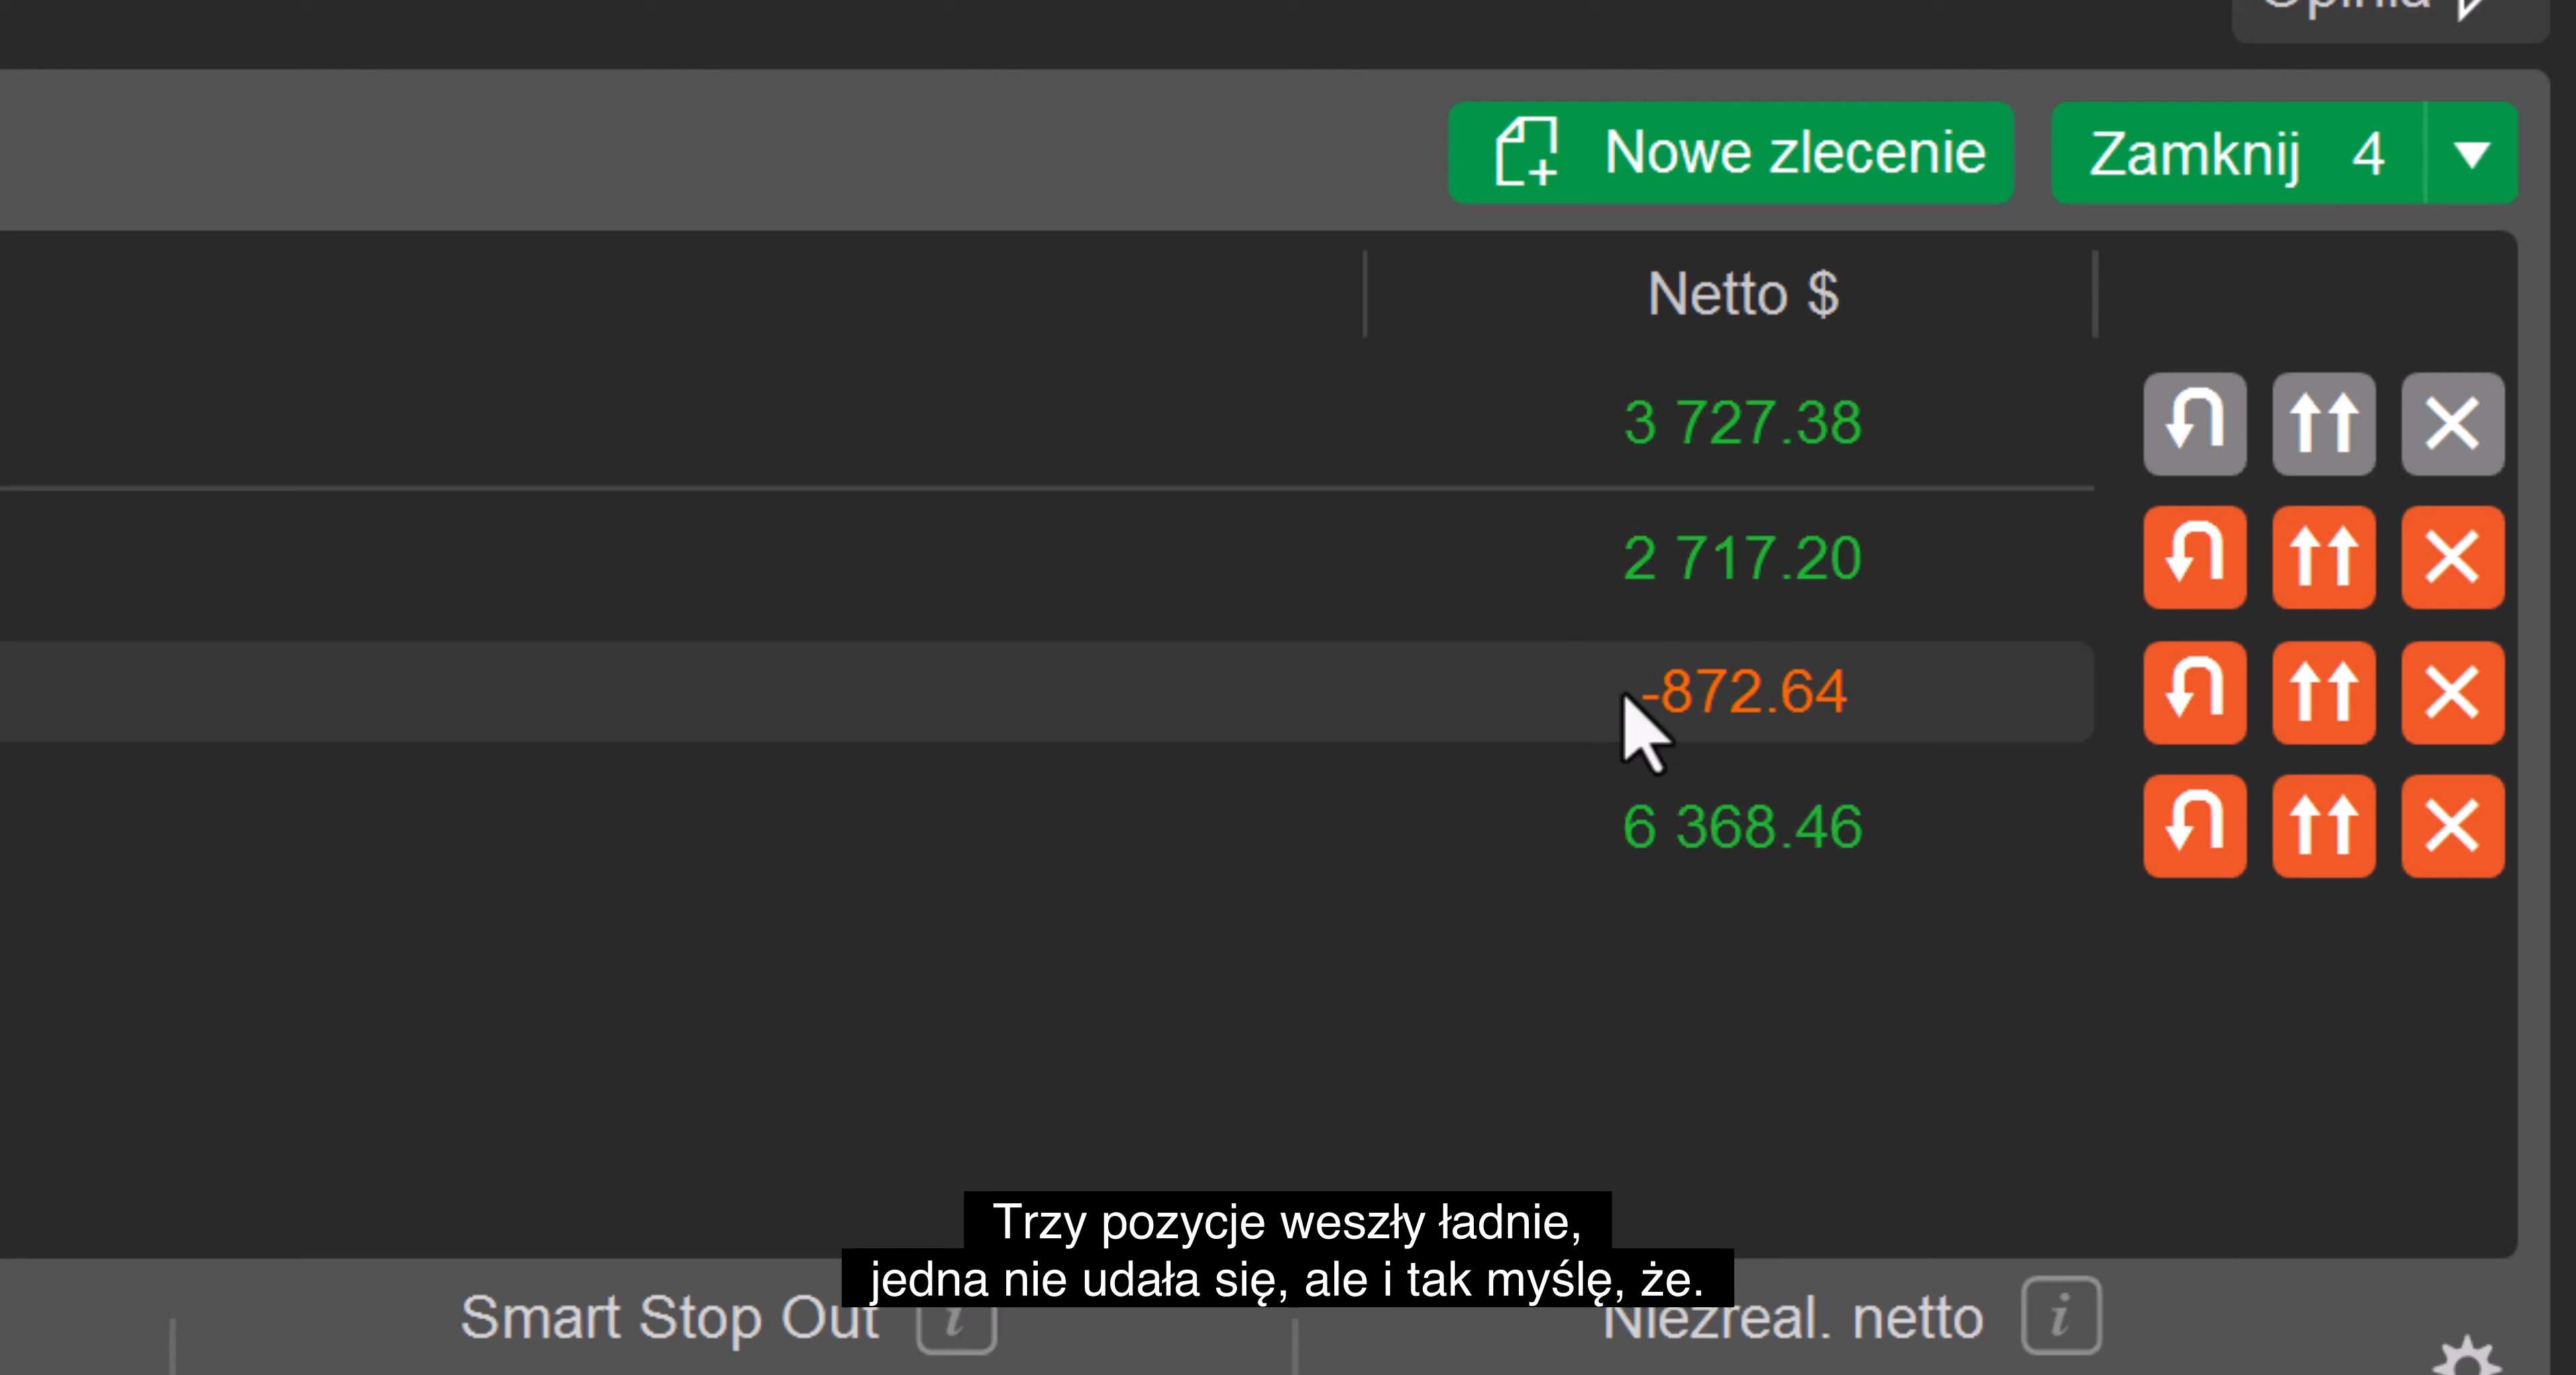 Opinia
Nowe zlecenie
Zamknij 4
Netto $
3 727.38
2 717.20
-872.64
6 368.46
Trzy pozycje weszły ładnie,
jedna nie udała się, ale i tak myślę, że.
Smart Stop Out i
Niezreal. netto i